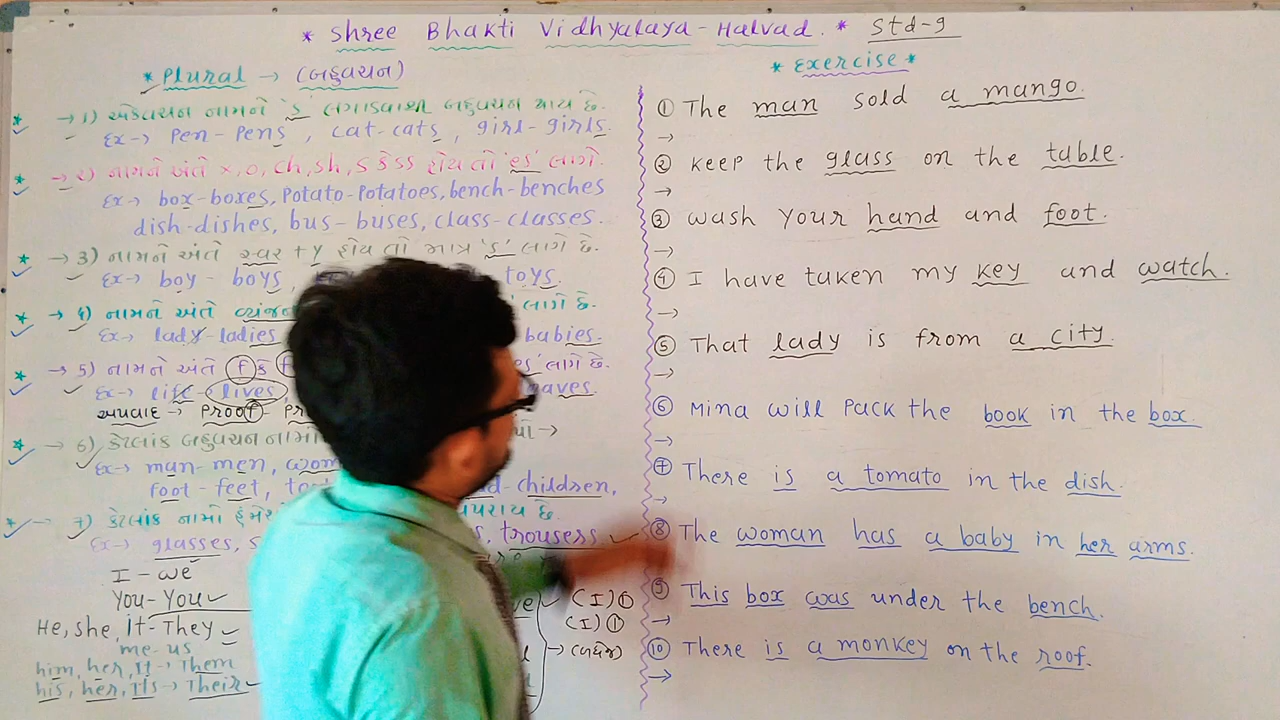 * Shree Bhakti Vidhyalaya-Halvad. * Std-9
* Plural → (બહુવચન)
→ 1) એકવચન નામને 's' લગાડવાથી બહુવચન થાય છે.
Ex → Pen-Pens, cat-cats, girl-girls.
→ 2) નામને અંતે x, o, ch, sh, s કે ss હોય તો 'es' લાગે.
Ex → box-boxes, Potato-Potatoes, bench-benches
dish-dishes, bus-buses, class-classes.
→ 3) નામને અંતે સ્વર + y હોય તો માત્ર 's' લાગે છે.
Ex → boy-boys, toys.
→ 4) નામને અંતે વ્યંજન લાગે છે.
Ex → lady-ladies babies.
→ 5) નામને અંતે f કે es' લાગે છે.
Ex → life-lives aves.
અપવાદ → Proof-
→ 6) કેટલાંક બહુવચન નામો →
Ex → man-men, wom
foot-feet, children,
→ 7) કેટલાંક નામો હંમે વપરાય છે.
Ex → glasses, s, trousers
I-we
You-You
He, she, It-They
me-us
him, her, It → Them
his, her, Its → Their
(I) ①
(I) ①
→
* Exercise *
① The man sold a mango.
→
② Keep the glass on the table.
→
③ wash your hand and foot.
→
④ I have taken my key and watch.
→
⑤ That lady is from a city.
→
⑥ Mina will Pack the book in the box.
→
⑦ There is a tomato in the dish.
→
⑧ The woman has a baby in her arms.
⑨ This box was under the bench.
→
⑩ There is a monkey on the roof.
→